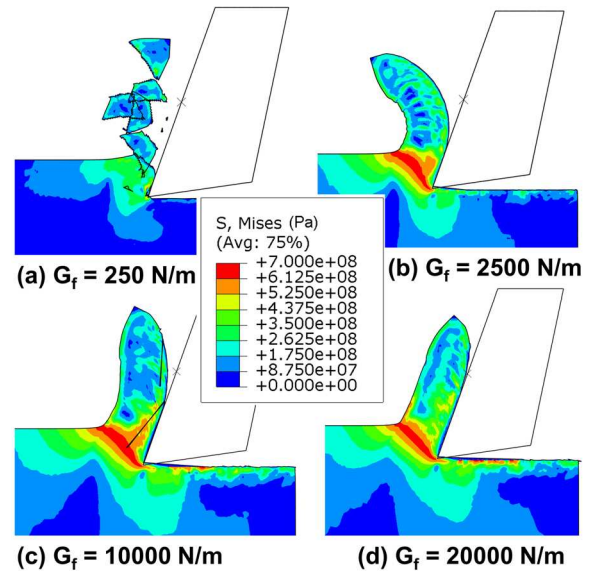 S, Mises (Pa)
(Avg: 75%)
+7.000e+08
+6.125e+08
+5.250e+08
+4.375e+08
+3.500e+08
+2.625e+08
+1.750e+08
+8.750e+07
+0.000e+00
(a) G_f = 250 N/m
(b) G_f = 2500 N/m
(c) G_f = 10000 N/m
(d) G_f = 20000 N/m